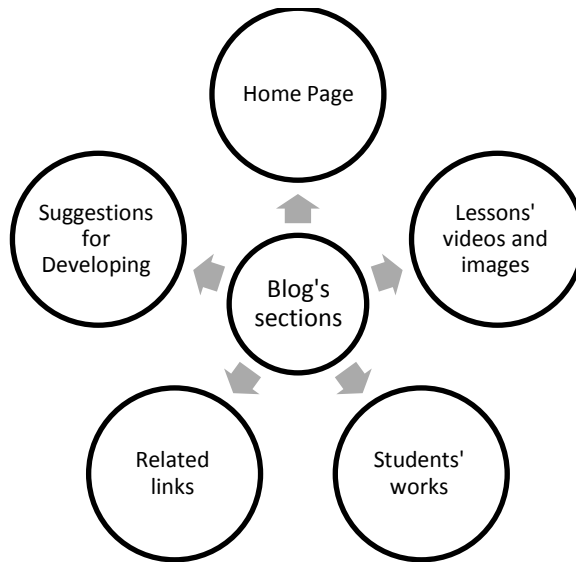 Home Page
Suggestions
for
Developing
Lessons'
videos and
images
Blog's
sections
Related
links
Students'
works